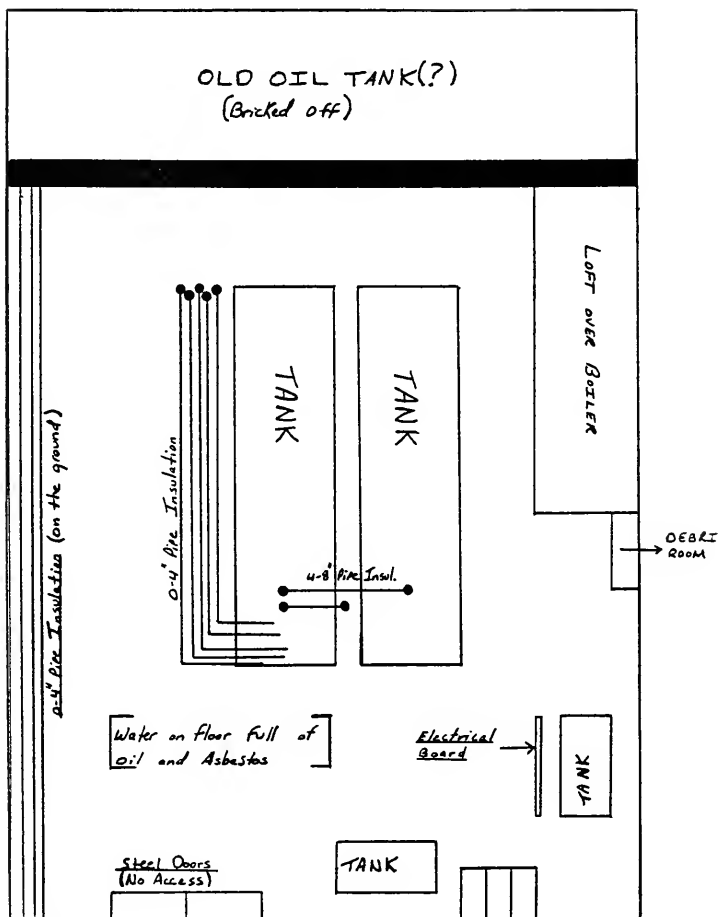 OLD OIL TANK(?)
(Bricked off)
LOFT OVER BOILER
TANK
TANK
0-4" Pipe Insulation (on the ground)
0-4" Pipe Insulation
4-8" Pipe Insul.
DEBRI
ROOM
Water on floor full of
oil and Asbestos
Electrical
Board
TANK
TANK
Steel Doors
(No Access)